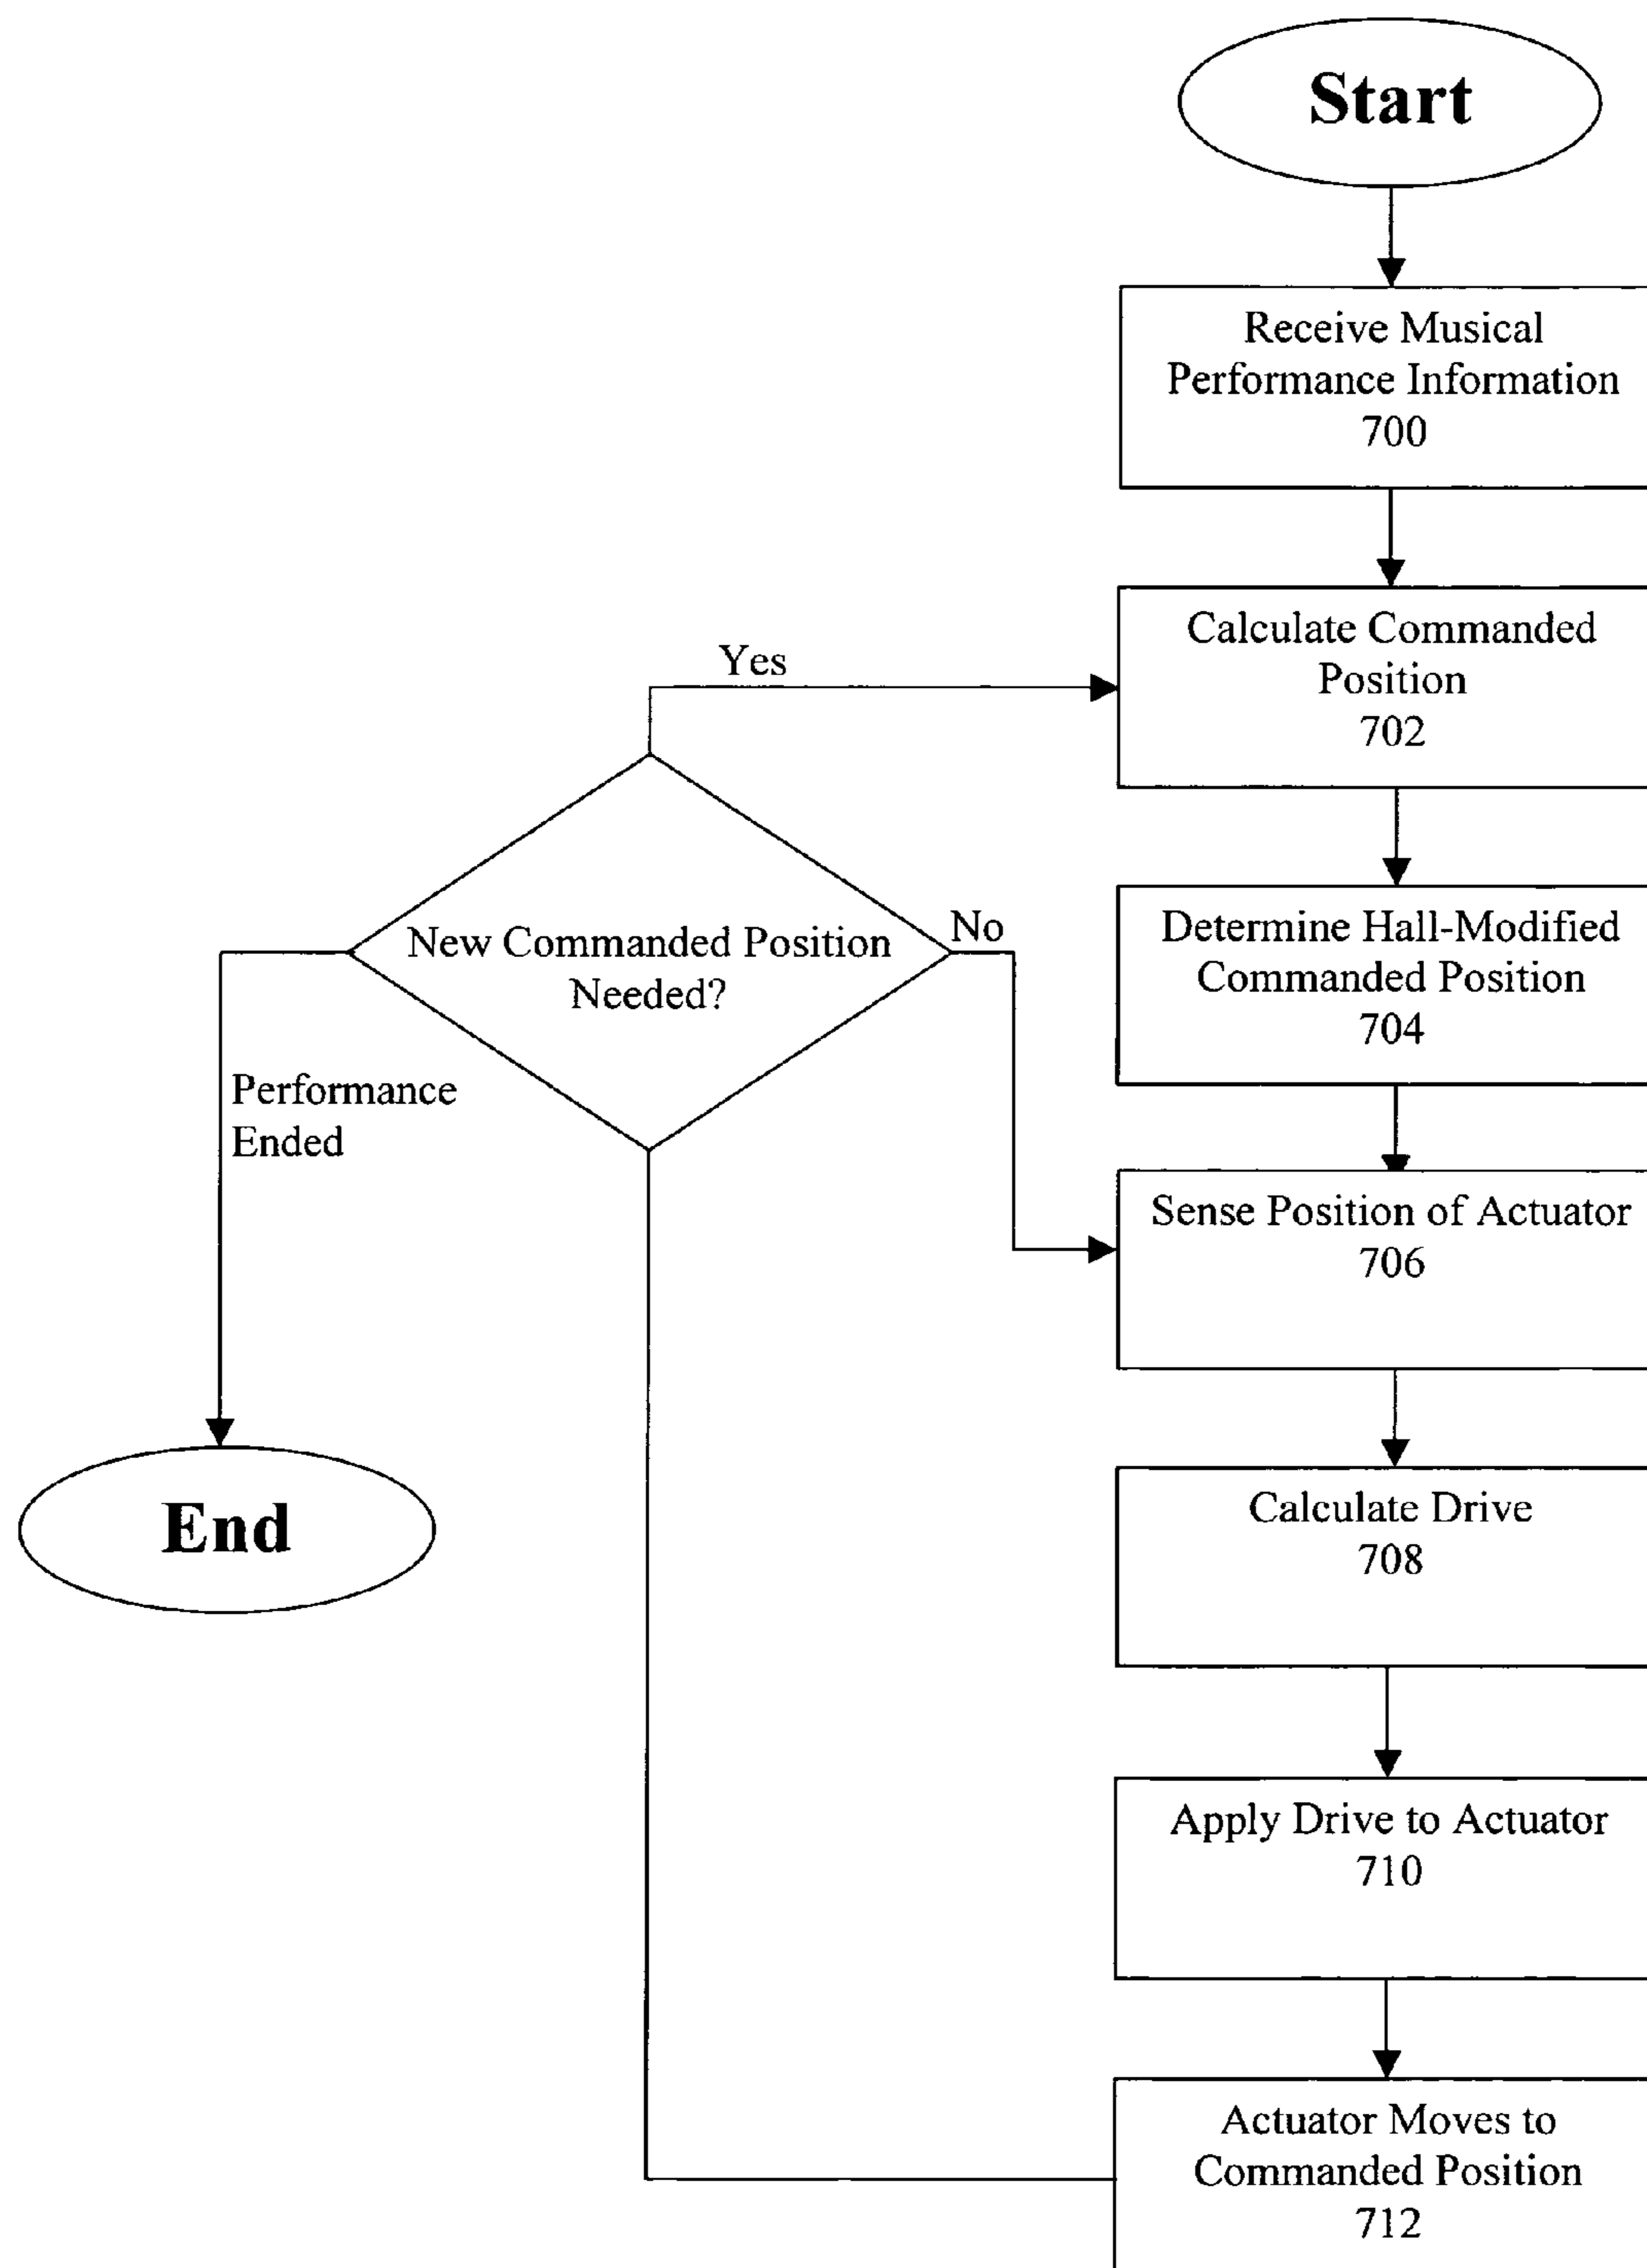 Start
Receive Musical
Performance Information
700
Calculate Commanded
Position
702
Yes
Determine Hall-Modified
Commanded Position
704
New Commanded Position
Needed?
No
Performance
Ended
Sense Position of Actuator
706
End
Calculate Drive
708
Apply Drive to Actuator
710
Actuator Moves to
Commanded Position
712